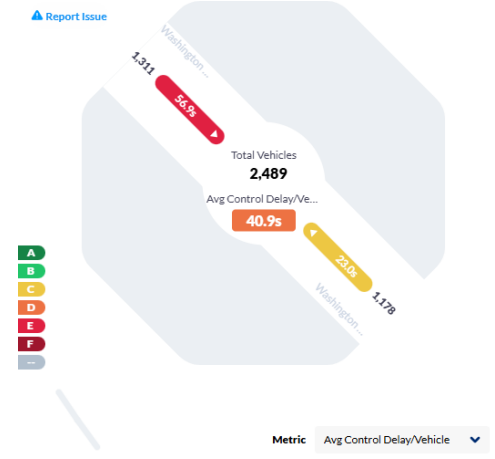 Report Issue
Washington ...
1,311
56.9s
Total Vehicles
2,489
Avg Control Delay/Ve...
40.9s
23.0s
Washington ...
1,178
A
B
C
D
E
F
--
Metric Avg Control Delay/Vehicle